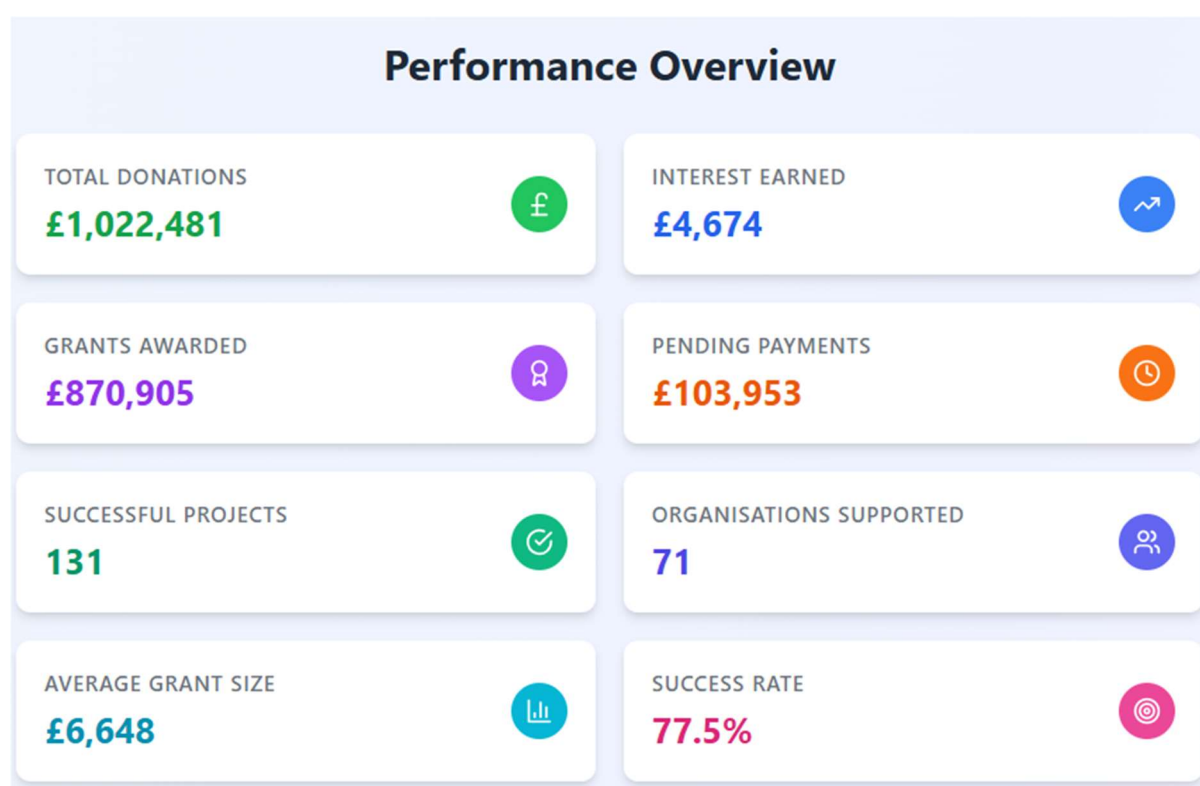 Performance Overview
TOTAL DONATIONS
£1,022,481
INTEREST EARNED
£4,674
GRANTS AWARDED
£870,905
PENDING PAYMENTS
£103,953
SUCCESSFUL PROJECTS
131
ORGANISATIONS SUPPORTED
71
AVERAGE GRANT SIZE
£6,648
SUCCESS RATE
77.5%